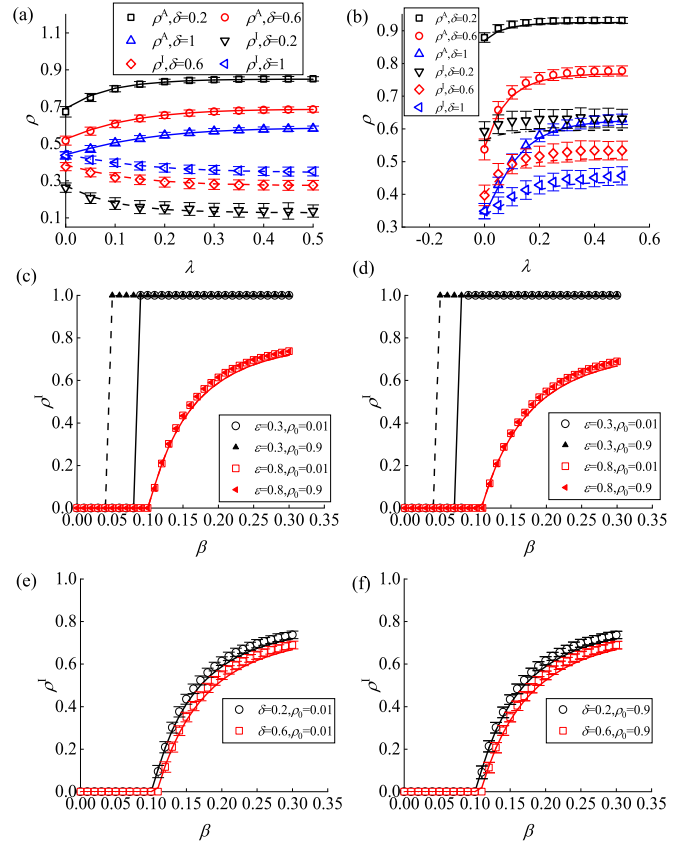 (a)
ρ^A, δ=0.2 ρ^A, δ=0.6
ρ^A, δ=1 ρ^I, δ=0.2
ρ^I, δ=0.6 ρ^I, δ=1
1.3
1.1
0.9
0.7
0.5
0.3
0.1
ρ
0.0 0.1 0.2 0.3 0.4 0.5
λ
(b)
ρ^A, δ=0.2
ρ^A, δ=0.6
ρ^A, δ=1
ρ^I, δ=0.2
ρ^I, δ=0.6
ρ^I, δ=1
0.9
0.8
0.7
0.6
0.5
0.4
0.3
ρ
-0.2 0.0 0.2 0.4 0.6
λ
(c)
1.0
0.8
0.6
0.4
0.2
0.0
ρ^I
ε=0.3,ρ₀=0.01
ε=0.3,ρ₀=0.9
ε=0.8,ρ₀=0.01
ε=0.8,ρ₀=0.9
0.00 0.05 0.10 0.15 0.20 0.25 0.30 0.35
β
(d)
1.0
0.8
0.6
0.4
0.2
0.0
ρ^I
ε=0.3,ρ₀=0.01
ε=0.3,ρ₀=0.9
ε=0.8,ρ₀=0.01
ε=0.8,ρ₀=0.9
0.00 0.05 0.10 0.15 0.20 0.25 0.30 0.35
β
(e)
1.0
0.8
0.6
0.4
0.2
0.0
ρ^I
δ=0.2,ρ₀=0.01
δ=0.6,ρ₀=0.01
0.00 0.05 0.10 0.15 0.20 0.25 0.30 0.35
β
(f)
1.0
0.8
0.6
0.4
0.2
0.0
ρ^I
δ=0.2,ρ₀=0.9
δ=0.6,ρ₀=0.9
0.00 0.05 0.10 0.15 0.20 0.25 0.30 0.35
β